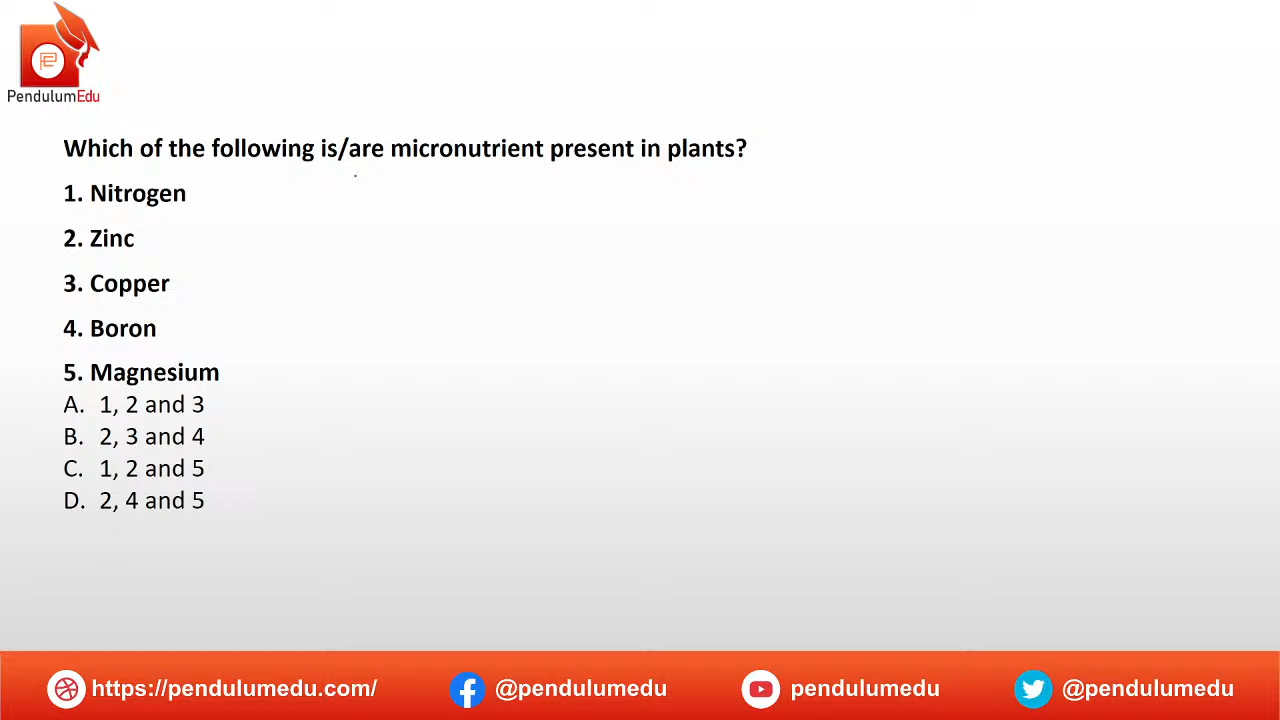 PendulumEdu
Which of the following is/are micronutrient present in plants?
1. Nitrogen
2. Zinc
3. Copper
4. Boron
5. Magnesium
A. 1, 2 and 3
B. 2, 3 and 4
C. 1, 2 and 5
D. 2, 4 and 5
https://pendulumedu.com/ @pendulumedu pendulumedu @pendulumedu